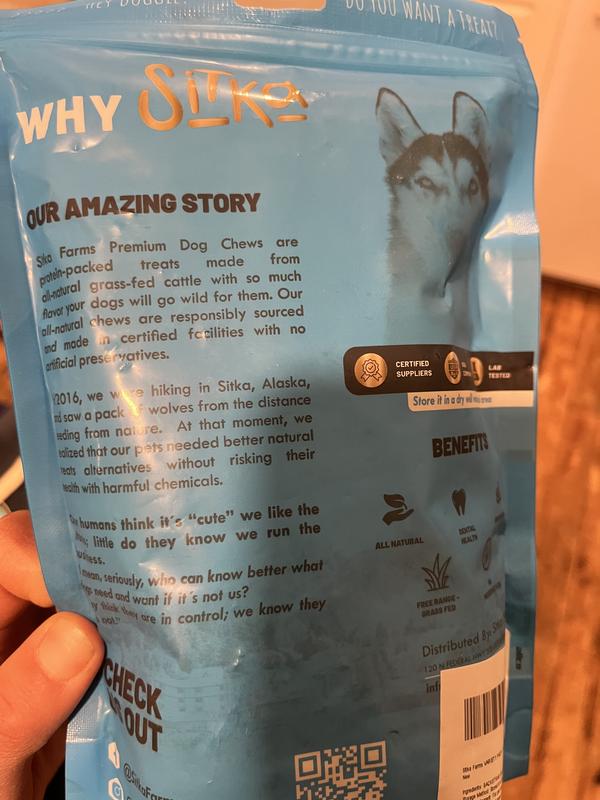 HEY DOGGIE!
DO YOU WANT A TREAT?
WHY Sitka
OUR AMAZING STORY
Sitka Farms Premium Dog Chews are
protein-packed treats made from
all-natural grass-fed cattle with so much
flavor your dogs will go wild for them. Our
all-natural chews are responsibly sourced
and made in certified facilities with no
artificial preservatives.
2016, we were hiking in Sitka, Alaska,
saw a pack of wolves from the distance
from nature. At that moment, we
that our pets needed better natural
alternatives without risking their
health with harmful chemicals.
humans think it´s “cute” we like the
little do they know we run the
seriously, who can know better what
need and want if it´s not us?
think they are in control; we know they
CERTIFIED
SUPPLIERS
LAB
TESTED
Store it in a dry
BENEFITS
ALL NATURAL
DENTAL
HEALTH
FREE RANGE -
GRASS FED
CHECK
OUT
Distributed By:
120 N FEDERAL
Sitka Farms
New
Ingredients: